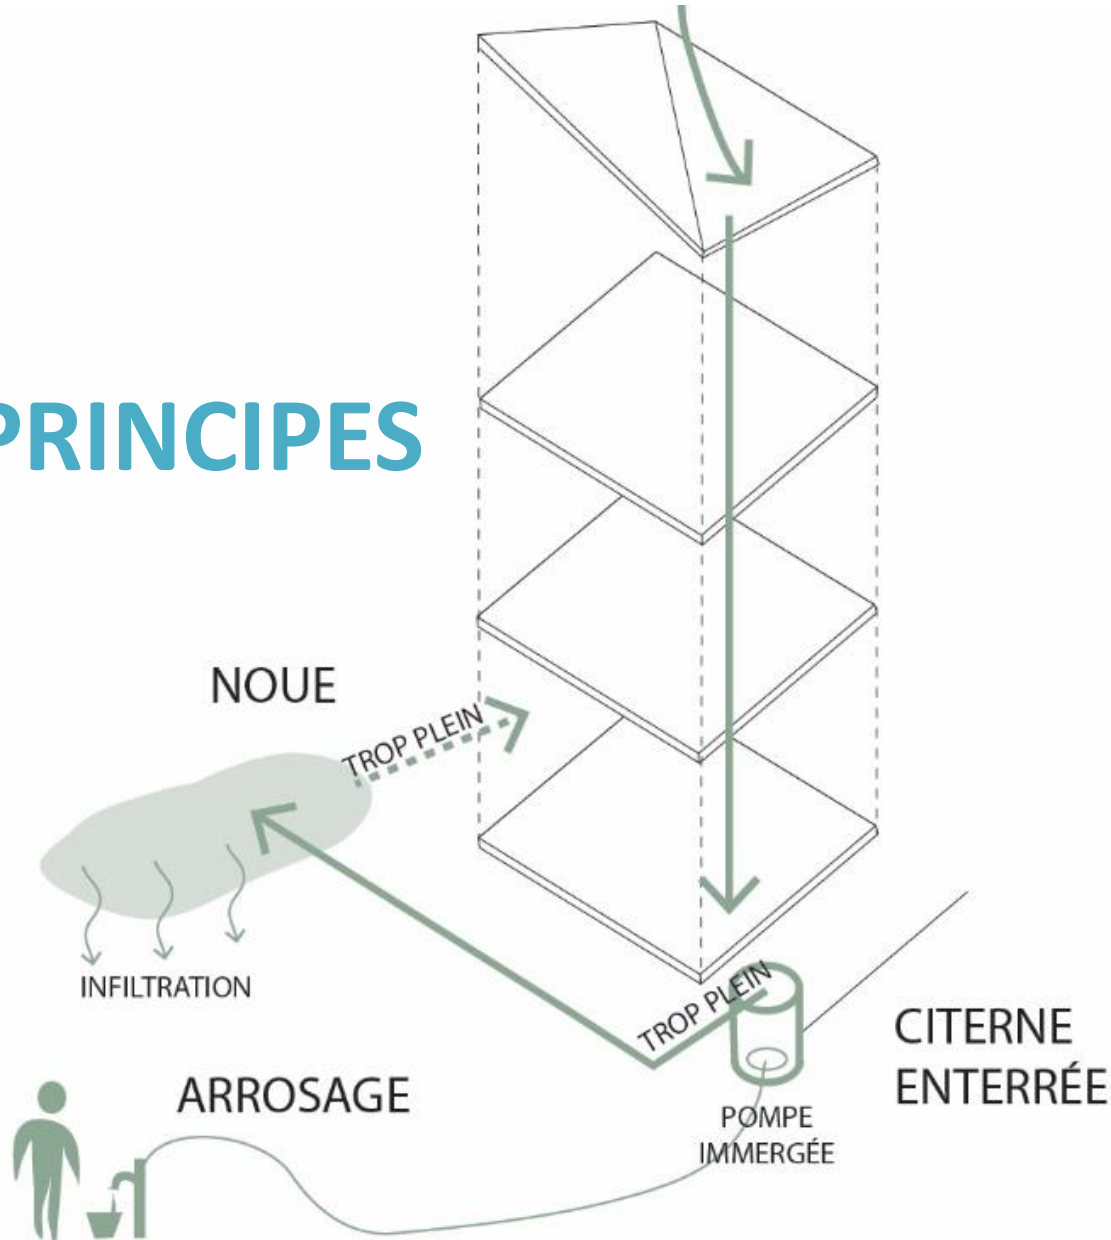 PRINCIPES
NOUE
TROP PLEIN
INFILTRATION
TROP PLEIN
CITERNE
ENTERRÉE
ARROSAGE
POMPE
IMMERGÉE